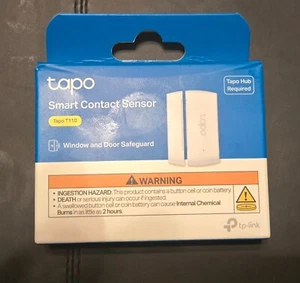 tapo
Tapo Hub
Required
Smart Contact Sensor
Tapo T110
tapo
Window and Door Safeguard
WARNING
• INGESTION HAZARD: This product contains a button cell or coin battery.
• DEATH or serious injury can occur if ingested.
• A swallowed button cell or coin battery can cause Internal Chemical
Burns in as little as 2 hours.
tp-link